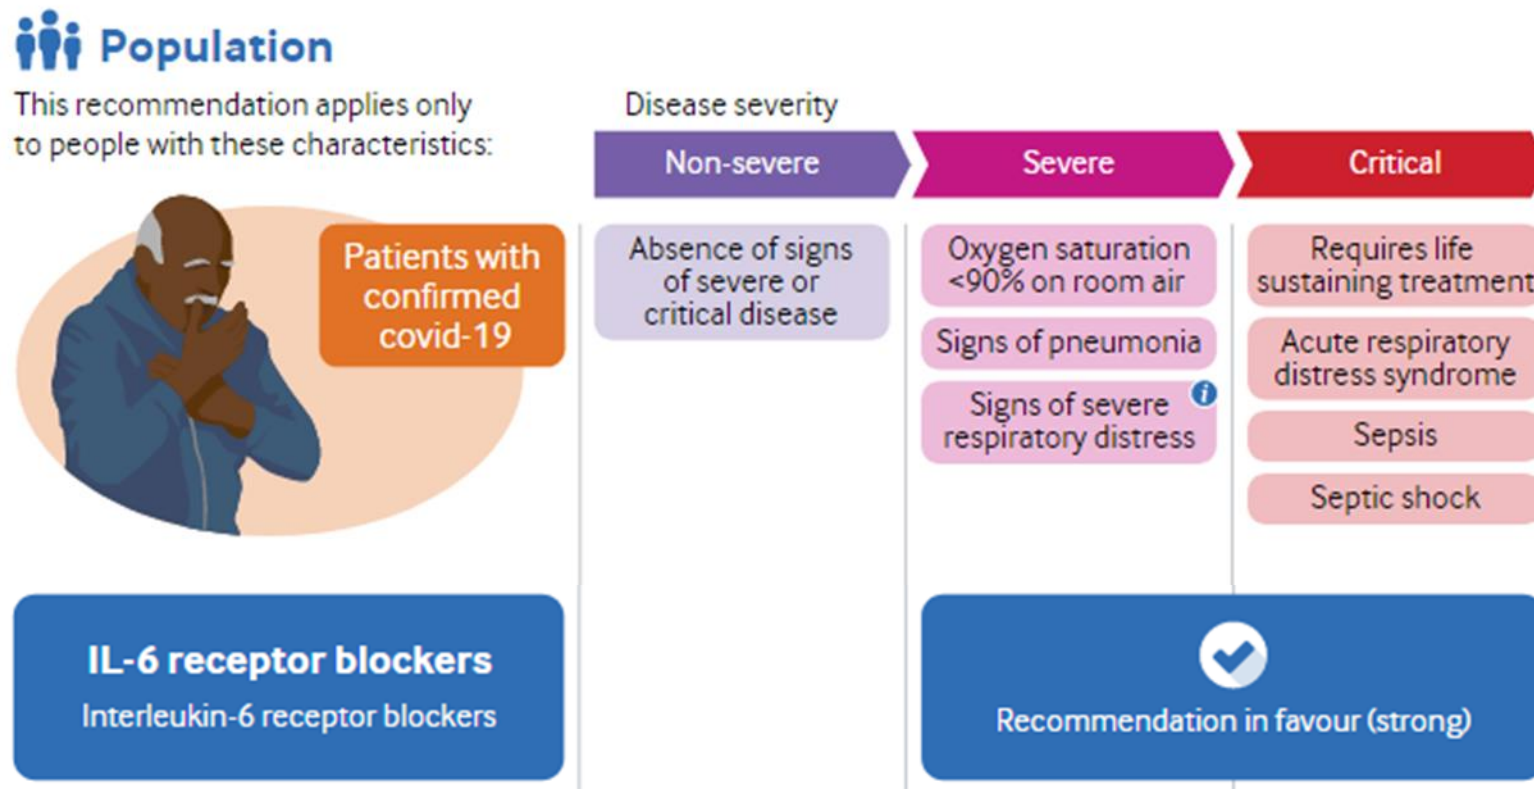 Population
This recommendation applies only
to people with these characteristics:
Patients with
confirmed
covid-19
Disease severity
Non-severe
Severe
Critical
Absence of signs
of severe or
critical disease
Oxygen saturation
<90% on room air
Signs of pneumonia
Signs of severe
respiratory distress
i
Requires life
sustaining treatment
Acute respiratory
distress syndrome
Sepsis
Septic shock
IL-6 receptor blockers
Interleukin-6 receptor blockers
Recommendation in favour (strong)